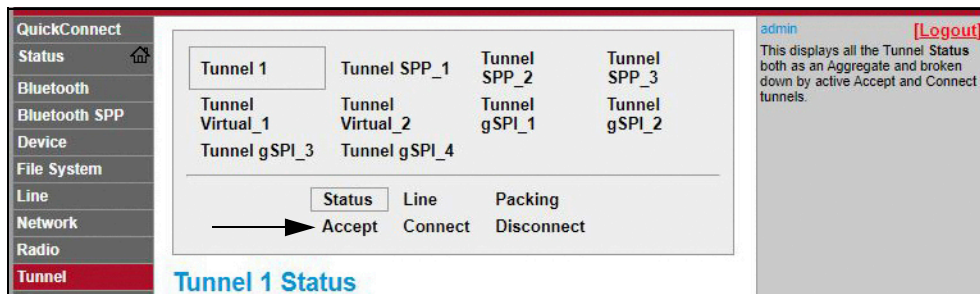 QuickConnect
Status
Bluetooth
Bluetooth SPP
Device
File System
Line
Network
Radio
Tunnel
Tunnel 1
Tunnel SPP_1
Tunnel
SPP_2
Tunnel
SPP_3
Tunnel
Virtual_1
Tunnel
Virtual_2
Tunnel
gSPI_1
Tunnel
gSPI_2
Tunnel gSPI_3
Tunnel gSPI_4
Status Line Packing
Accept Connect Disconnect
Tunnel 1 Status
admin [Logout]
This displays all the Tunnel Status
both as an Aggregate and broken
down by active Accept and Connect
tunnels.